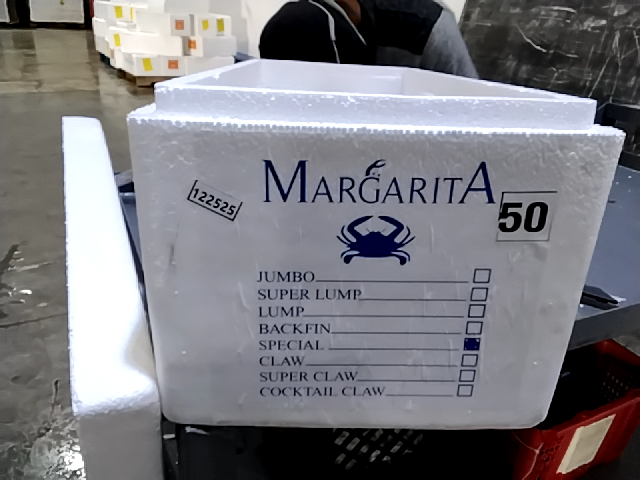 MARGARITA
122525
50
JUMBO
SUPER LUMP
LUMP
BACKFIN
SPECIAL
CLAW
SUPER CLAW
COCKTAIL CLAW